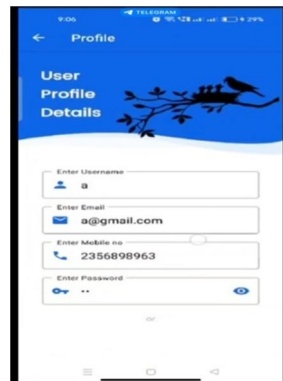 TELEGRAM
9:06
29%
Profile
User
Profile
Details
Enter Username
a
Enter Email
a@gmail.com
Enter Mobile no
2356898963
Enter Password
••
or